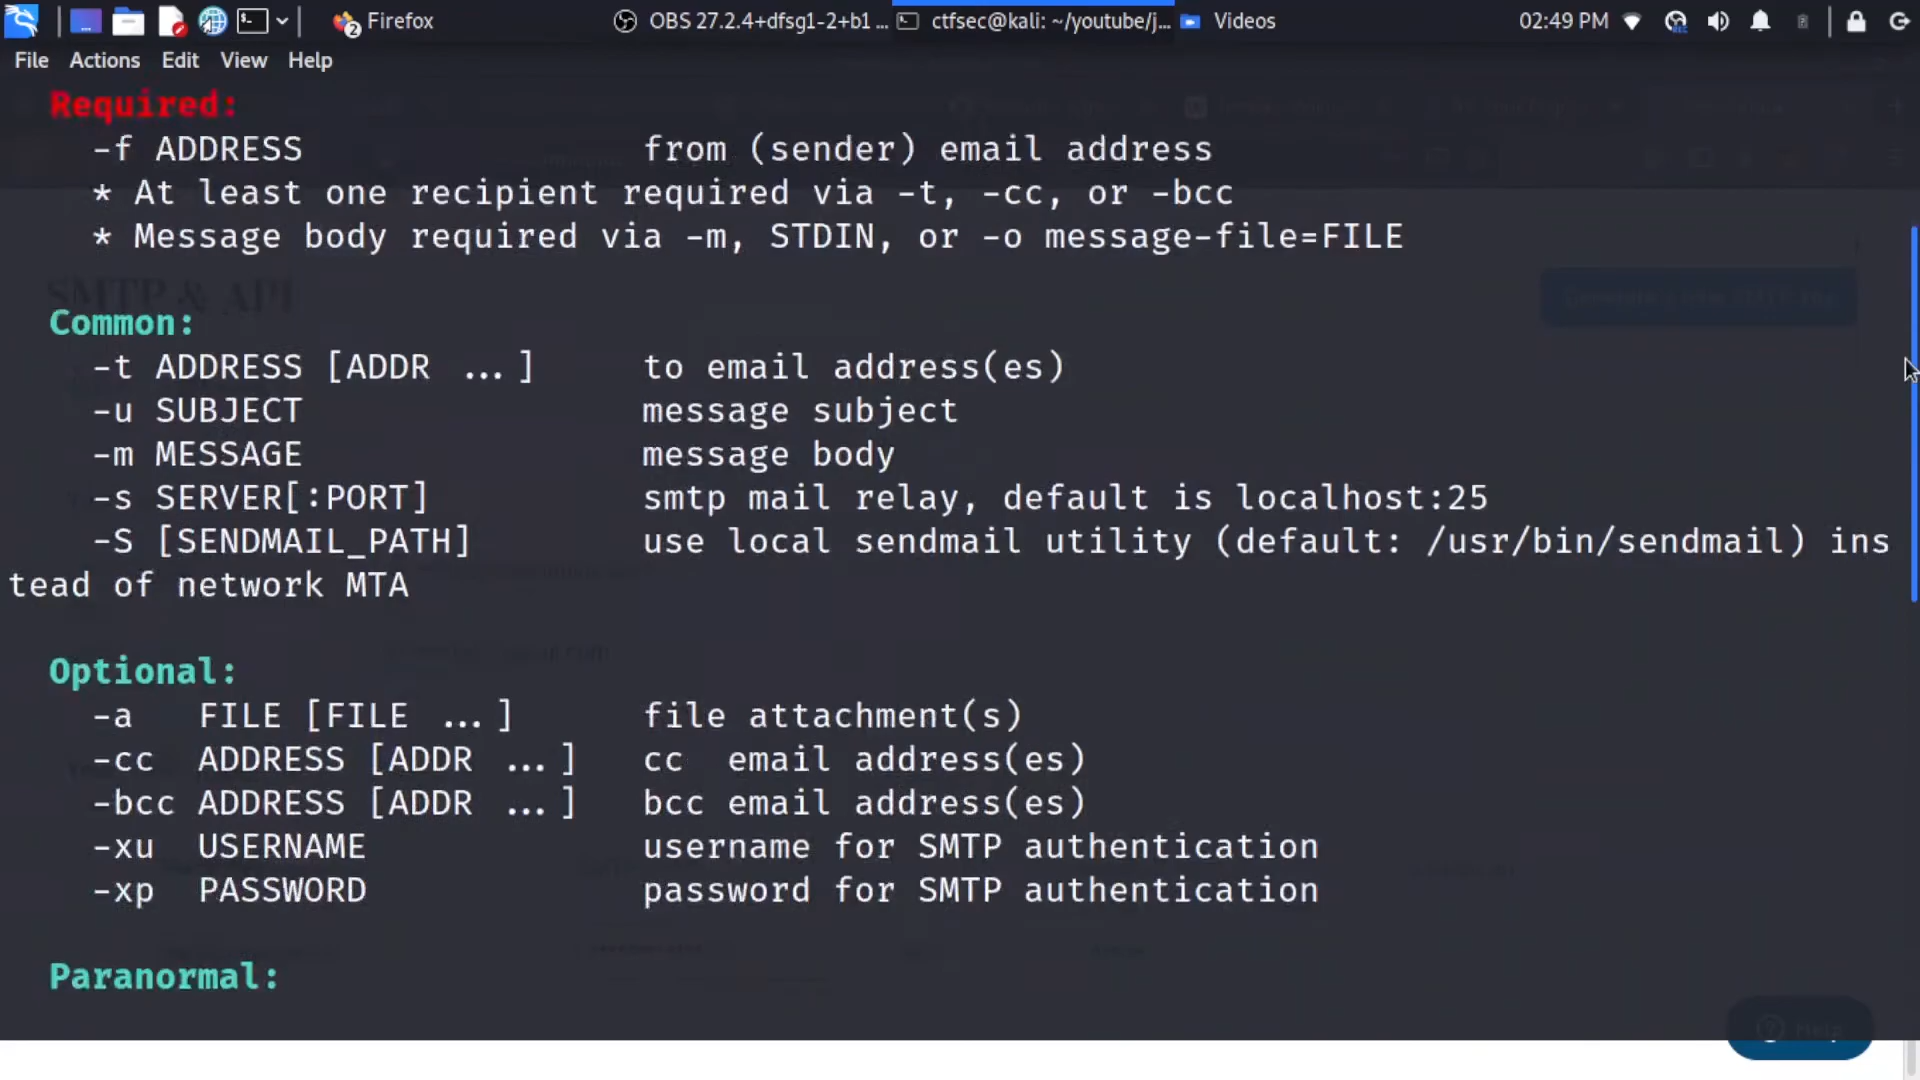 Firefox
OBS 27.2.4+dfsg1-2+b1 ...
ctfsec@kali: ~/youtube/j...
Videos
02:49 PM
File Actions Edit View Help
Required:
-f ADDRESS from (sender) email address
* At least one recipient required via -t, -cc, or -bcc
* Message body required via -m, STDIN, or -o message-file=FILE
SMTP & API
Common:
-t ADDRESS [ADDR ...] to email address(es)
-u SUBJECT message subject
-m MESSAGE message body
-s SERVER[:PORT] smtp mail relay, default is localhost:25
-S [SENDMAIL_PATH] use local sendmail utility (default: /usr/bin/sendmail) ins
tead of network MTA
Optional:
-a FILE [FILE ...] file attachment(s)
-cc ADDRESS [ADDR ...] cc email address(es)
-bcc ADDRESS [ADDR ...] bcc email address(es)
-xu USERNAME username for SMTP authentication
-xp PASSWORD password for SMTP authentication
Paranormal:
Help